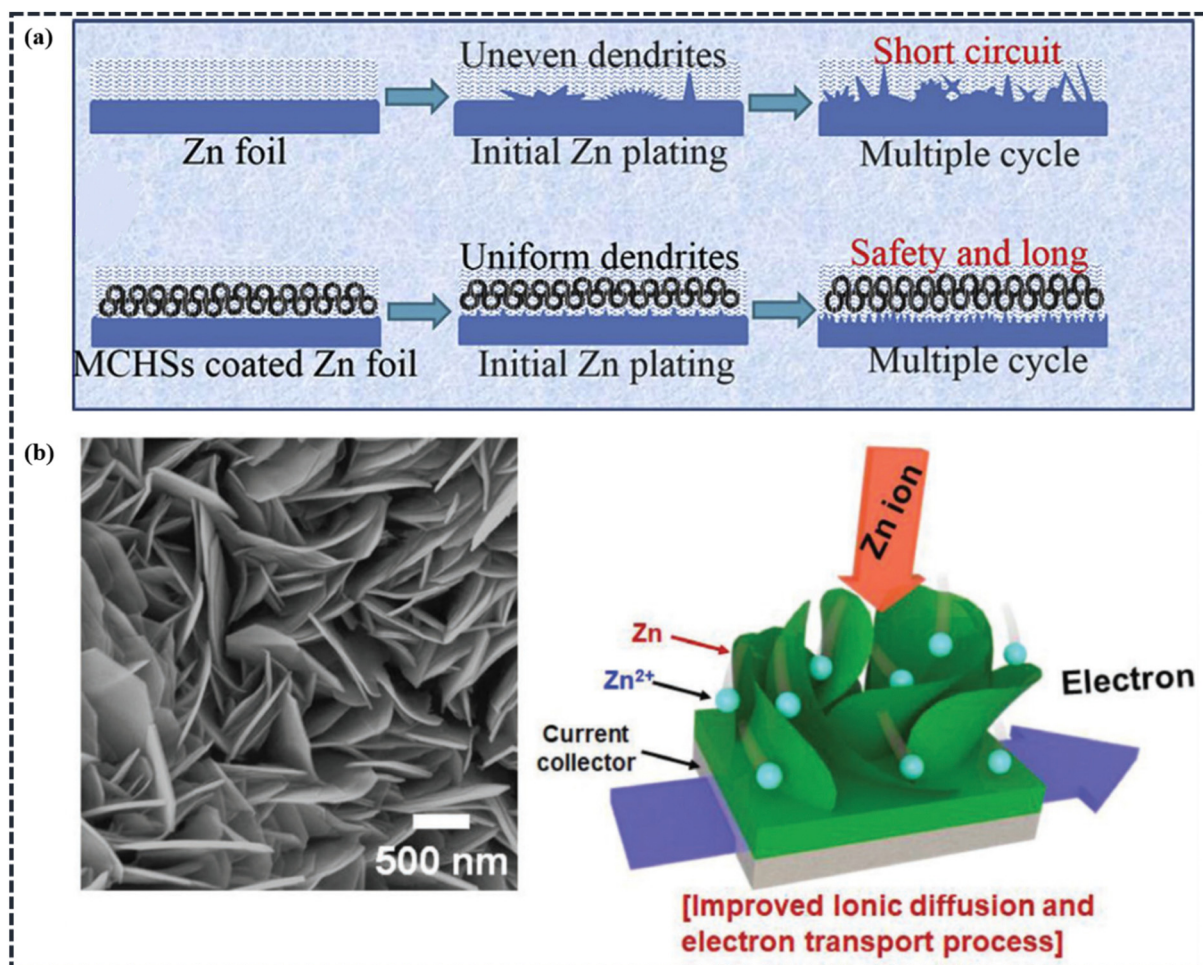 (a)
Uneven dendrites
Short circuit
Zn foil
Initial Zn plating
Multiple cycle
Uniform dendrites
Safety and long
MCHSs coated Zn foil
Initial Zn plating
Multiple cycle
(b)
500 nm
Zn ion
Zn
Zn²⁺
Electron
Current
collector
[Improved Ionic diffusion and
electron transport process]